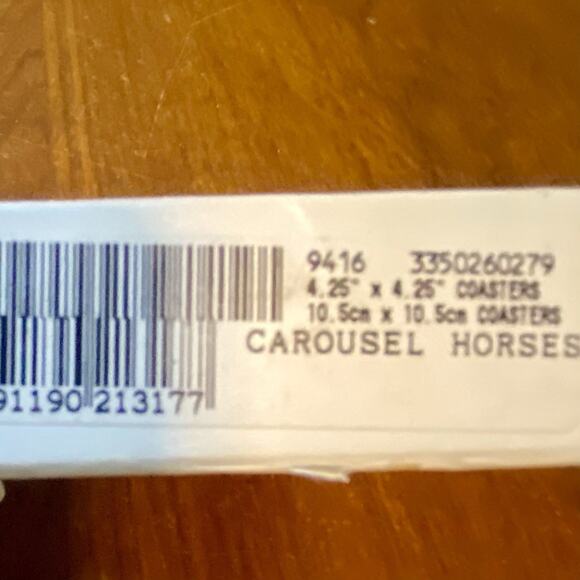 9416 3350260279
4.25" x 4.25" COASTERS
10.5cm x 10.5cm COASTERS
CAROUSEL HORSES
91190 213177